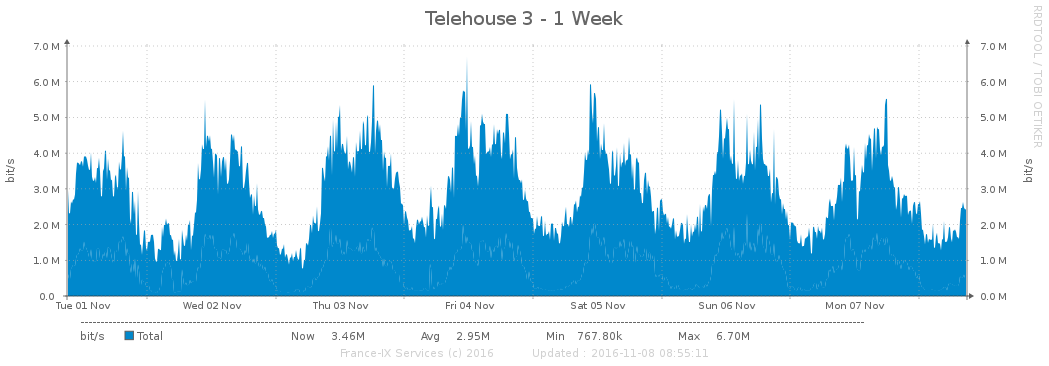 Telehouse 3 - 1 Week
RRDTOOL / TOBI OETIKER
7.0 M 7.0 M
6.0 M 6.0 M
5.0 M 5.0 M
4.0 M 4.0 M
bit/s bit/s
3.0 M 3.0 M
2.0 M 2.0 M
1.0 M 1.0 M
0.0 0.0 M
Tue 01 Nov Wed 02 Nov Thu 03 Nov Fri 04 Nov Sat 05 Nov Sun 06 Nov Mon 07 Nov
bit/s Total Now 3.46M Avg 2.95M Min 767.80k Max 6.70M
France-IX Services (c) 2016 Updated : 2016-11-08 08:55:11